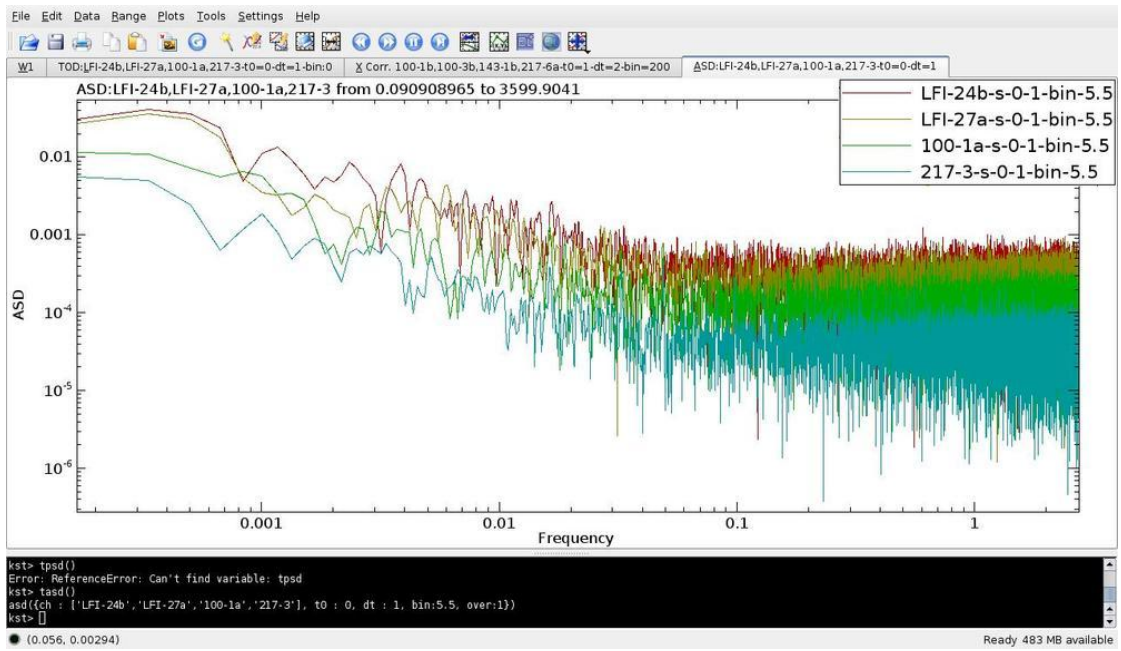 File Edit Data Range Plots Tools Settings Help
W1 TOD:LFI-24b,LFI-27a,100-1a,217-3-t0=0-dt=1-bin:0 X Corr. 100-1b,100-3b,143-1b,217-6a-t0=1-dt=2-bin=200 ASD:LFI-24b,LFI-27a,100-1a,217-3-t0=0-dt=1
ASD:LFI-24b,LFI-27a,100-1a,217-3 from 0.090908965 to 3599.9041
LFI-24b-s-0-1-bin-5.5
LFI-27a-s-0-1-bin-5.5
100-1a-s-0-1-bin-5.5
217-3-s-0-1-bin-5.5
0.01
0.001
10⁻⁴
10⁻⁵
10⁻⁶
ASD
0.001 0.01 0.1 1
Frequency
kst> tpsd()
Error: ReferenceError: Can't find variable: tpsd
kst> tasd()
asd({ch : ['LFI-24b','LFI-27a','100-1a','217-3'], t0 : 0, dt : 1, bin:5.5, over:1})
kst>
(0.056, 0.00294) Ready 483 MB available